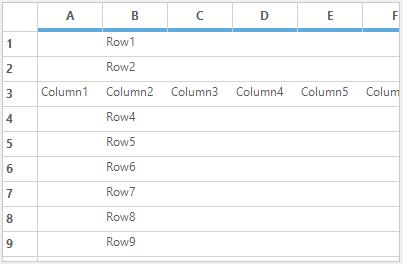 A B C D E F
1 Row1
2 Row2
3 Column1 Column2 Column3 Column4 Column5 Colum
4 Row4
5 Row5
6 Row6
7 Row7
8 Row8
9 Row9